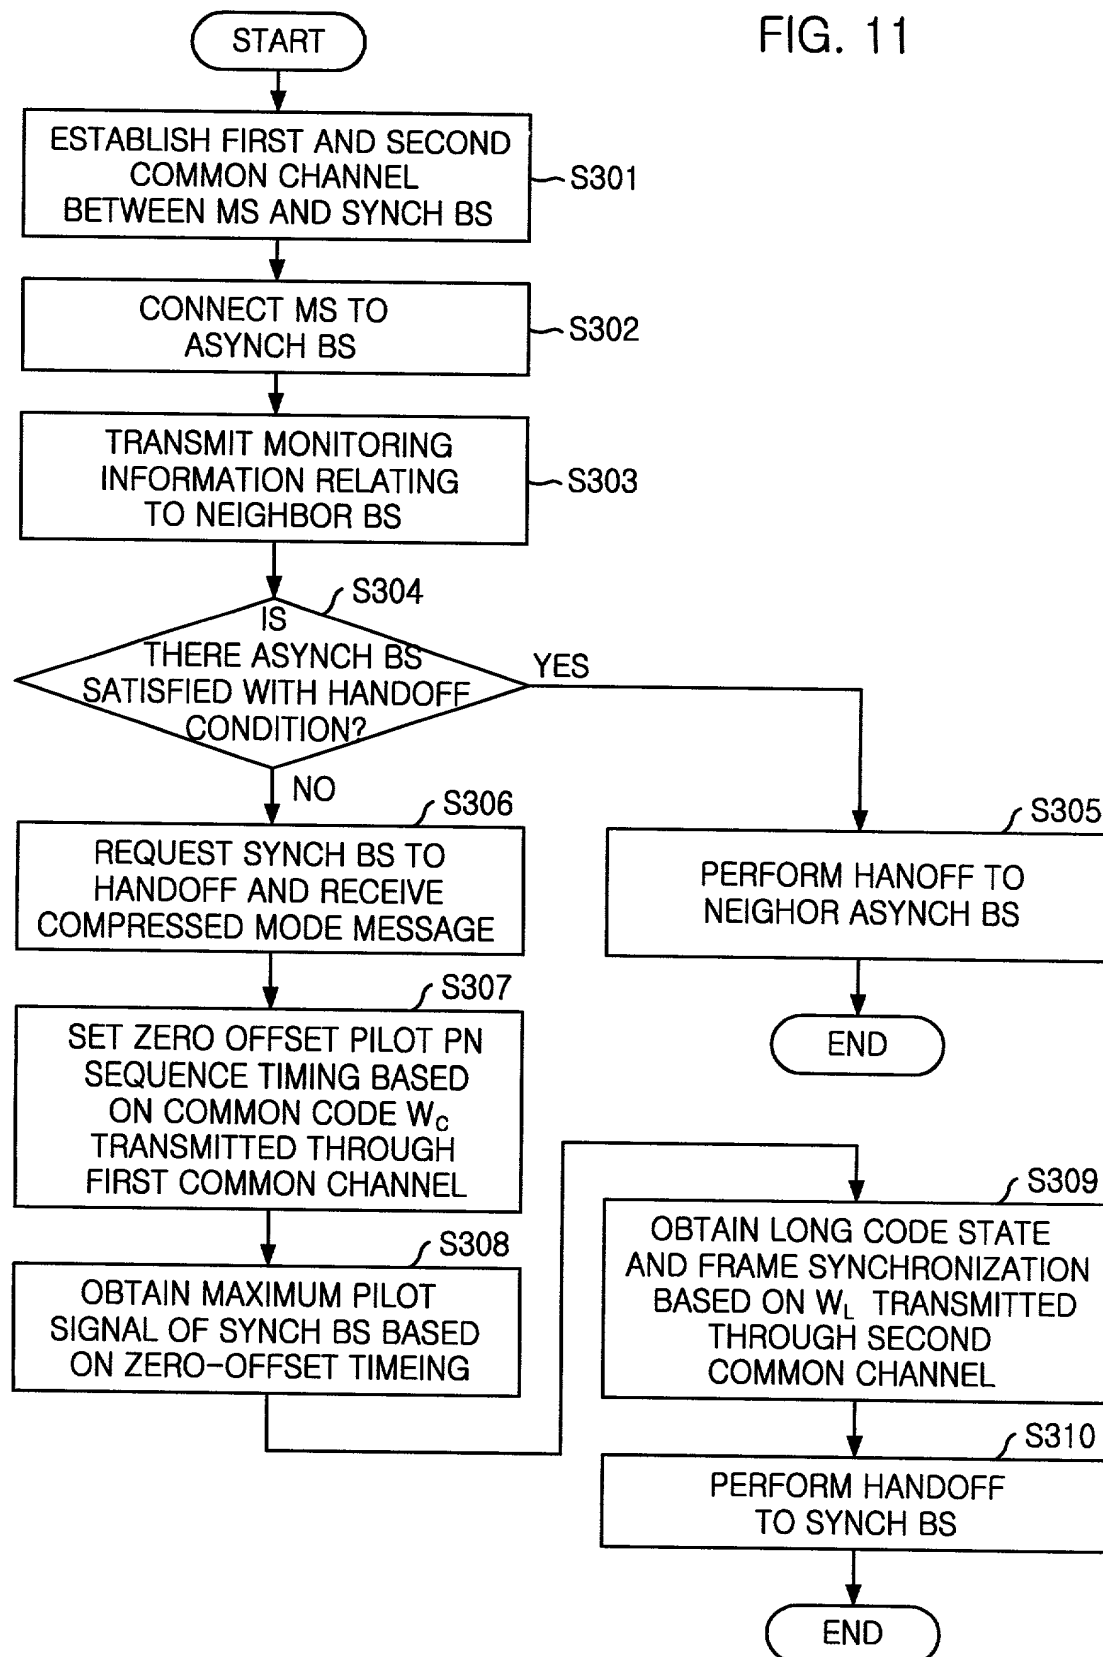 FIG. 11
START
ESTABLISH FIRST AND SECOND
COMMON CHANNEL
BETWEEN MS AND SYNCH BS
S301
CONNECT MS TO
ASYNCH BS
S302
TRANSMIT MONITORING
INFORMATION RELATING
TO NEIGHBOR BS
S303
S304
IS
THERE ASYNCH BS
SATISFIED WITH HANDOFF
CONDITION?
YES
NO
S306
REQUEST SYNCH BS TO
HANDOFF AND RECEIVE
COMPRESSED MODE MESSAGE
S305
PERFORM HANOFF TO
NEIGHOR ASYNCH BS
END
S307
SET ZERO OFFSET PILOT PN
SEQUENCE TIMING BASED
ON COMMON CODE WC
TRANSMITTED THROUGH
FIRST COMMON CHANNEL
S308
OBTAIN MAXIMUM PILOT
SIGNAL OF SYNCH BS BASED
ON ZERO-OFFSET TIMEING
S309
OBTAIN LONG CODE STATE
AND FRAME SYNCHRONIZATION
BASED ON WL TRANSMITTED
THROUGH SECOND
COMMON CHANNEL
S310
PERFORM HANDOFF
TO SYNCH BS
END